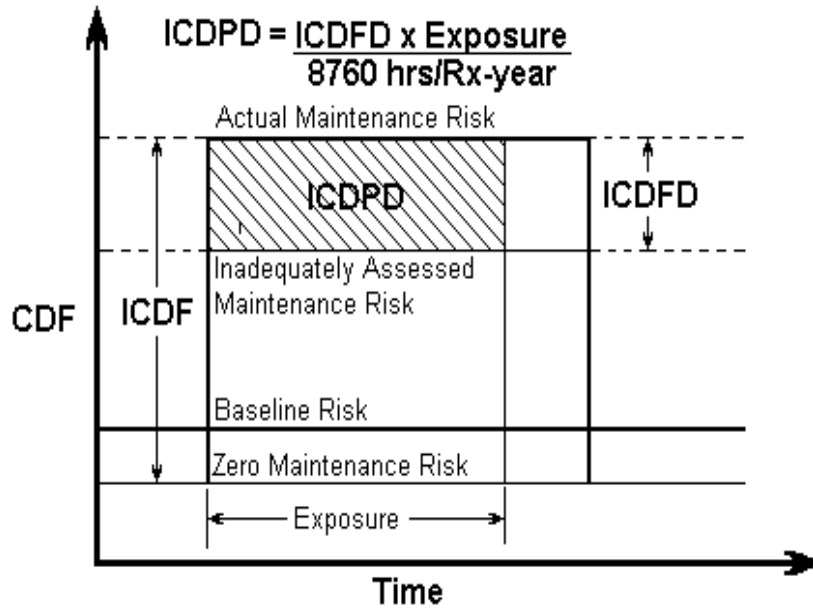 ICDPD = ICDFD x Exposure
8760 hrs/Rx-year
Actual Maintenance Risk
ICDPD
ICDFD
Inadequately Assessed
Maintenance Risk
CDF
ICDF
Baseline Risk
Zero Maintenance Risk
Exposure
Time